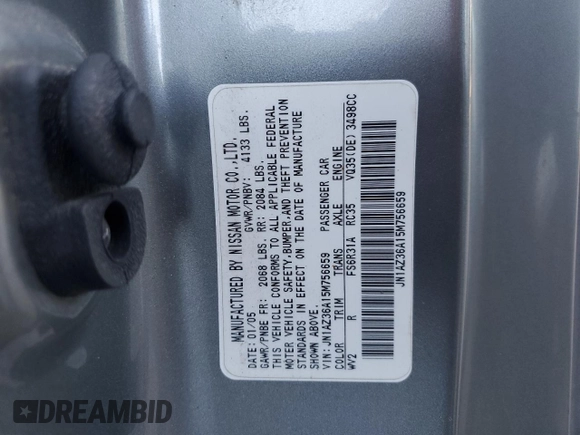 MANUFACTURED BY NISSAN MOTOR CO.,LTD.
DATE: 01/05 GVWR/PNBV: 4133 LBS.
GAWR/PNBE FR: 2068 LBS. RR: 2084 LBS.
THIS VEHICLE CONFORMS TO ALL APPLICABLE FEDERAL
MOTOR VEHICLE SAFETY,BUMPER,AND THEFT PREVENTION
STANDARDS IN EFFECT ON THE DATE OF MANUFACTURE
SHOWN ABOVE.
VIN: JN1AZ36A15M756659 PASSENGER CAR
COLOR TRIM TRANS AXLE ENGINE
WV2 R FS6R31A RC35 VQ35(DE) 3498CC
JN1AZ36A15M756659
DREAMBID